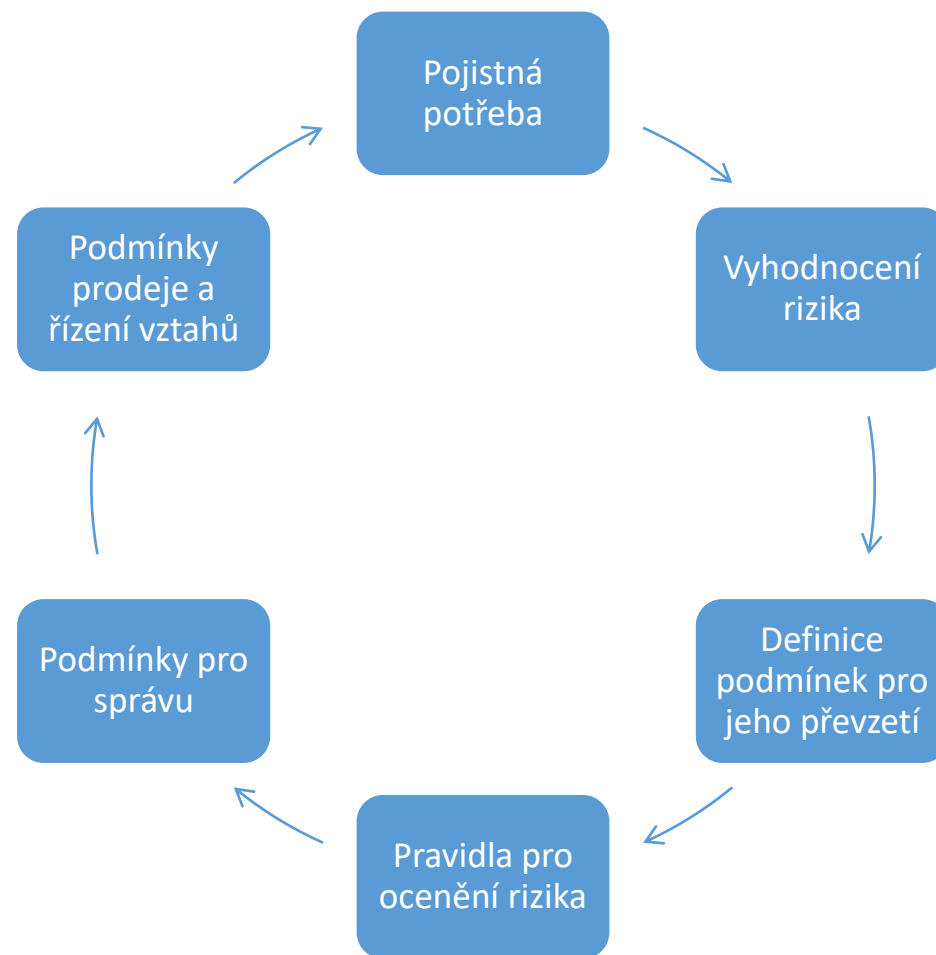 Pojistná
potřeba
Vyhodnocení
rizika
Definice
podmínek pro
jeho převzetí
Pravidla pro
ocenění rizika
Podmínky pro
správu
Podmínky
prodeje a
řízení vztahů